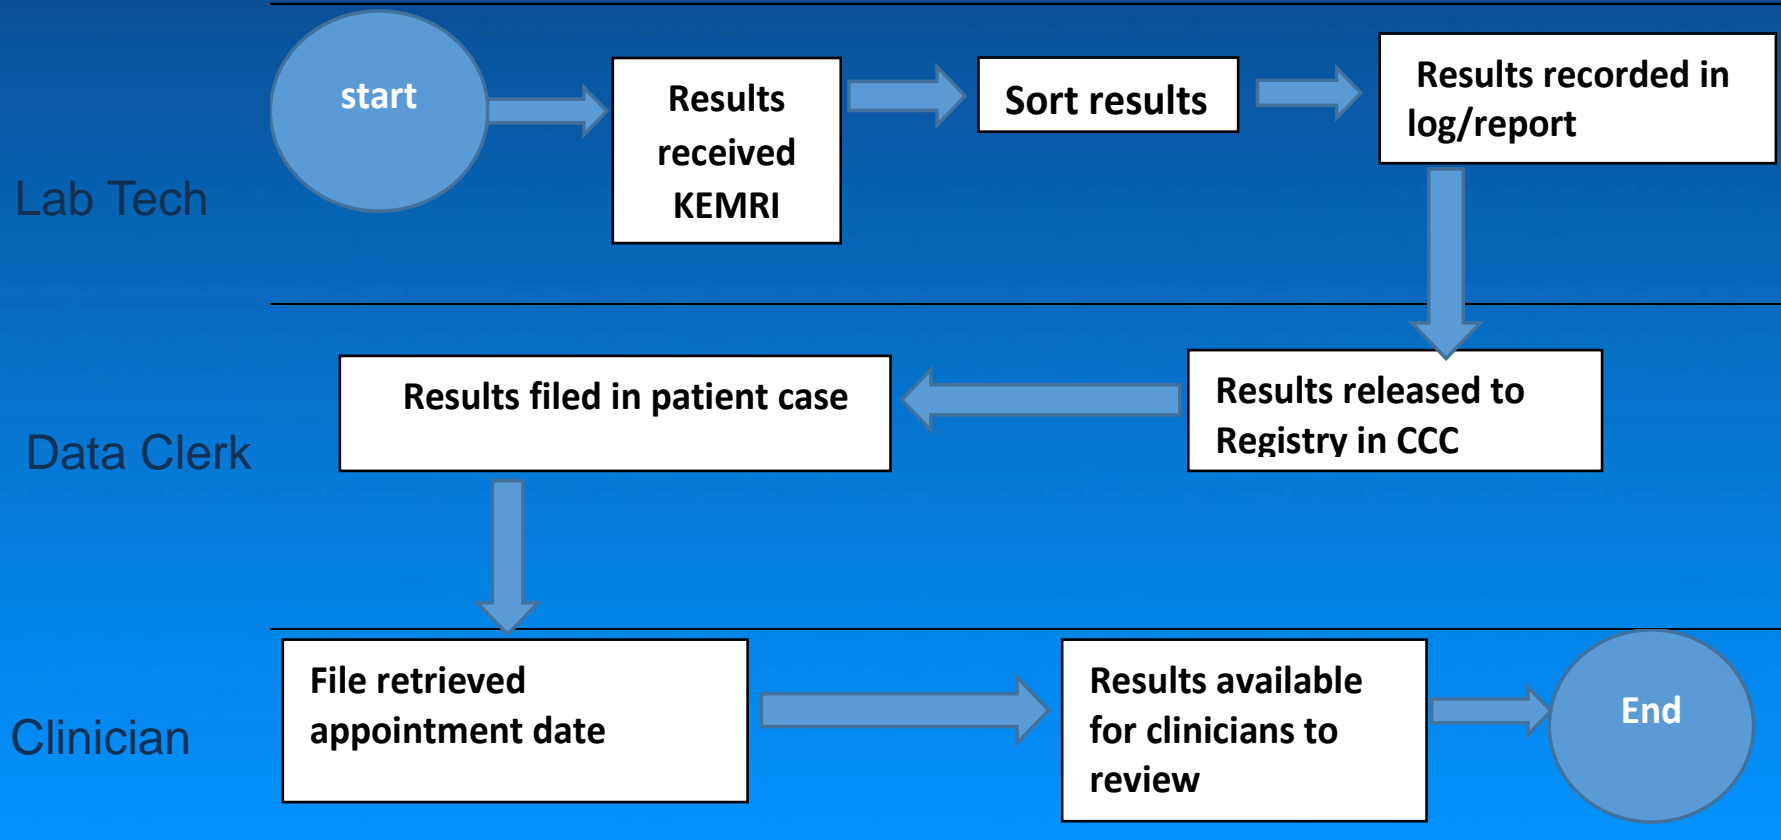 start
Results
received
KEMRI
Sort results
Results recorded in
log/report
Lab Tech
Results filed in patient case
Results released to
Registry in CCC
Data Clerk
File retrieved
appointment date
Results available
for clinicians to
review
End
Clinician